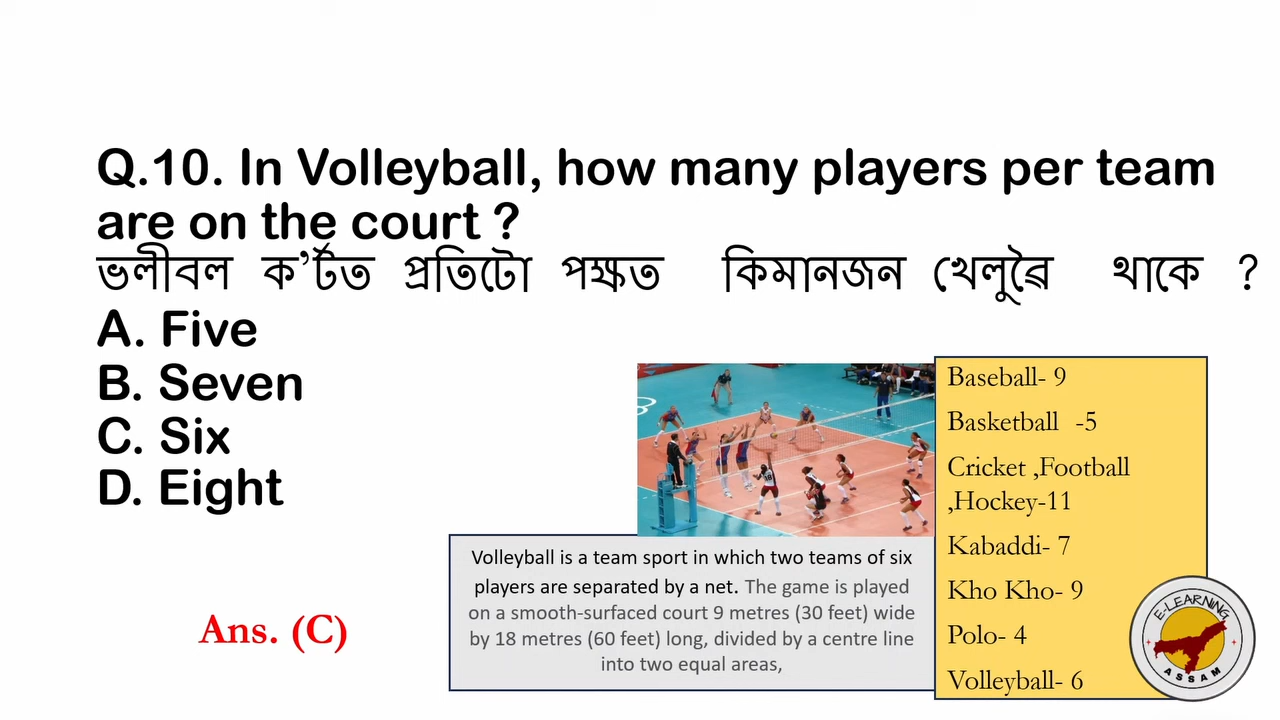 Q.10. In Volleyball, how many players per team
are on the court ?
ভলীবল ক’ৰ্টত প্ৰতিটো পক্ষত কিমানজন খেলুৱৈ থাকে ?
A. Five
B. Seven
C. Six
D. Eight
Ans. (C)
Volleyball is a team sport in which two teams of six
players are separated by a net. The game is played
on a smooth-surfaced court 9 metres (30 feet) wide
by 18 metres (60 feet) long, divided by a centre line
into two equal areas,
Baseball- 9
Basketball -5
Cricket ,Football
,Hockey-11
Kabaddi- 7
Kho Kho- 9
Polo- 4
Volleyball- 6
E-LEARNING
ASSAM